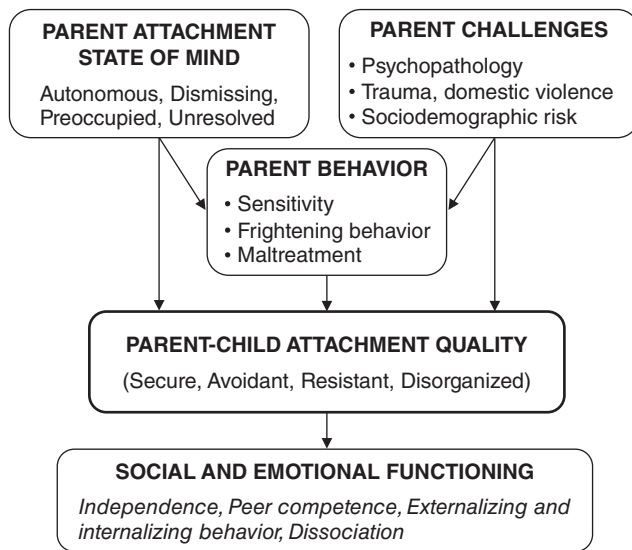 PARENT ATTACHMENT
STATE OF MIND
Autonomous, Dismissing,
Preoccupied, Unresolved
PARENT CHALLENGES
• Psychopathology
• Trauma, domestic violence
• Sociodemographic risk
PARENT BEHAVIOR
• Sensitivity
• Frightening behavior
• Maltreatment
PARENT-CHILD ATTACHMENT QUALITY
(Secure, Avoidant, Resistant, Disorganized)
SOCIAL AND EMOTIONAL FUNCTIONING
Independence, Peer competence, Externalizing and
internalizing behavior, Dissociation